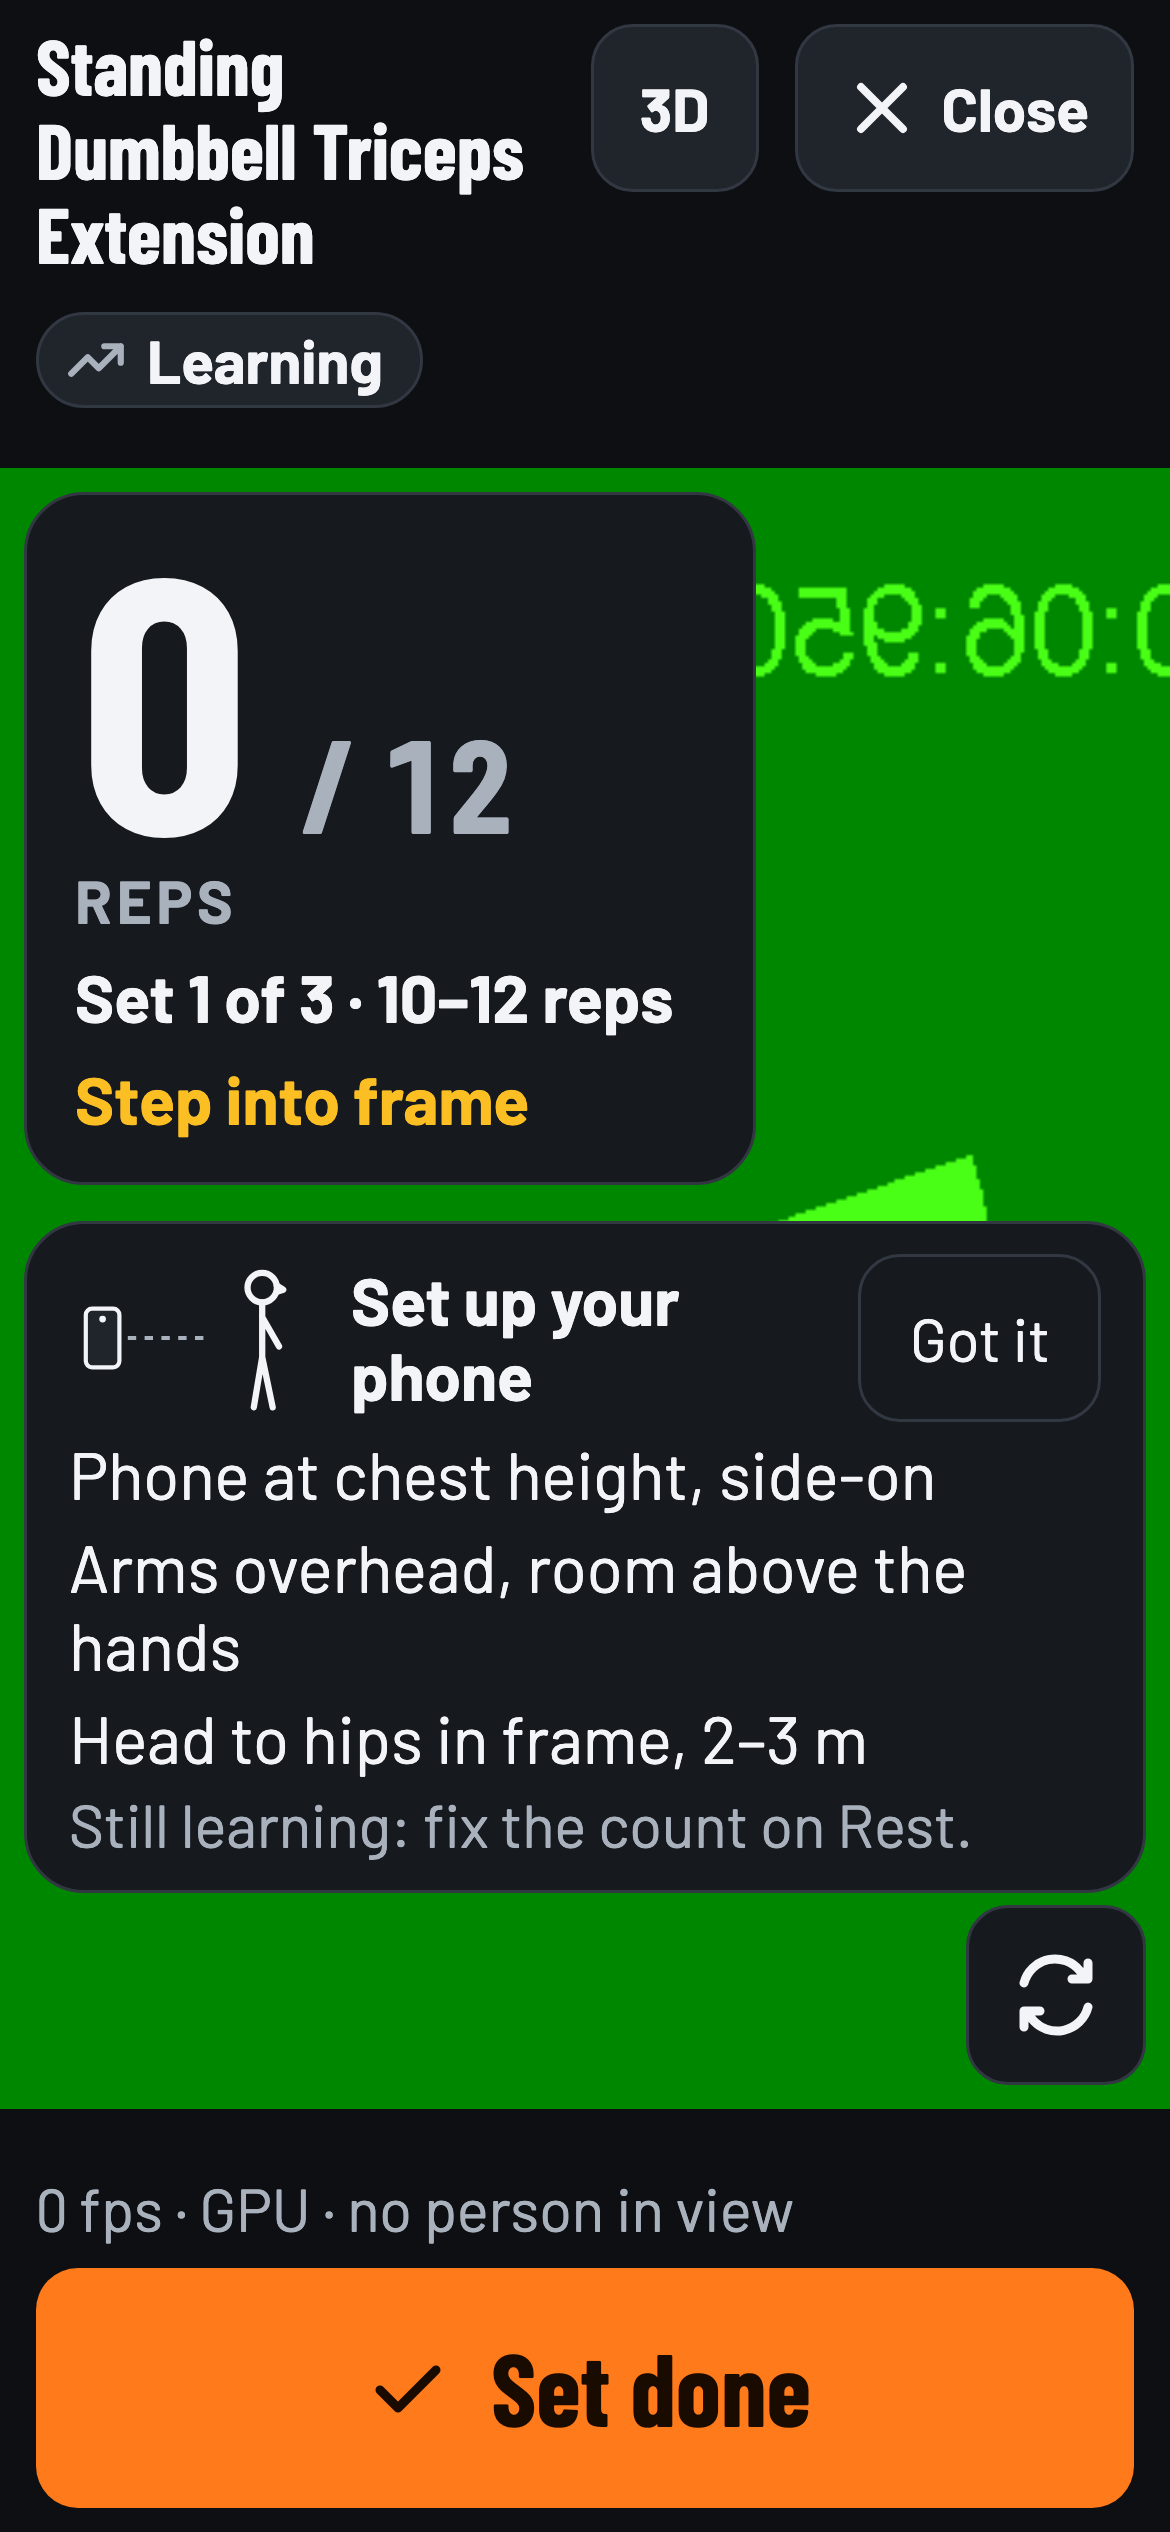 Standing
Dumbbell Triceps
Extension
3D
Close
Learning
0 / 12
REPS
Set 1 of 3 · 10–12 reps
Step into frame
Set up your
phone
Got it
Phone at chest height, side-on
Arms overhead, room above the
hands
Head to hips in frame, 2–3 m
Still learning: fix the count on Rest.
0 fps · GPU · no person in view
Set done